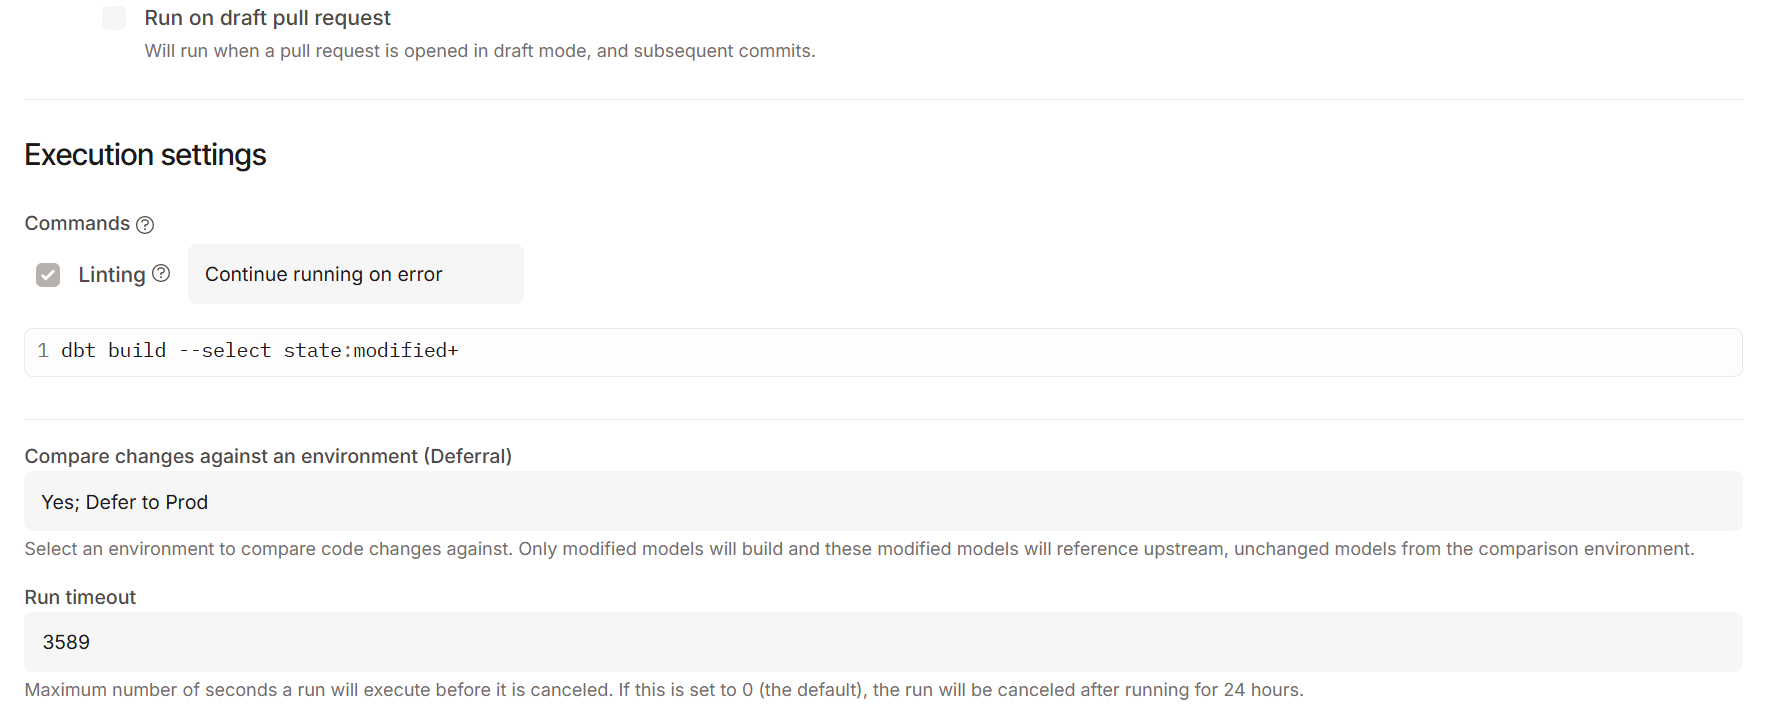 Run on draft pull request
Will run when a pull request is opened in draft mode, and subsequent commits.
Execution settings
Commands ?
Linting ? Continue running on error
1 dbt build --select state:modified+
Compare changes against an environment (Deferral)
Yes; Defer to Prod
Select an environment to compare code changes against. Only modified models will build and these modified models will reference upstream, unchanged models from the comparison environment.
Run timeout
3589
Maximum number of seconds a run will execute before it is canceled. If this is set to 0 (the default), the run will be canceled after running for 24 hours.